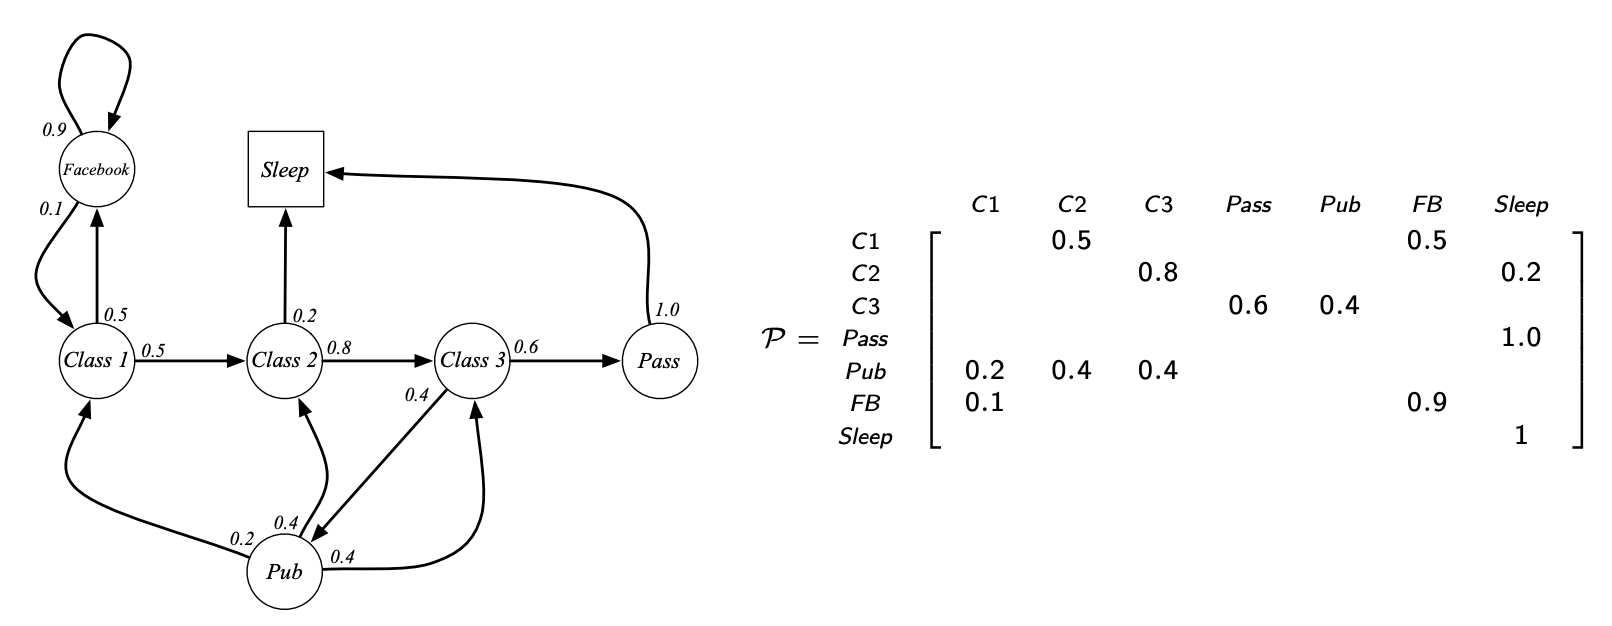 0.9
Facebook
0.1
Sleep
0.5
0.2
1.0
Class 1
0.5
Class 2
0.8
Class 3
0.6
Pass
0.4
0.2
0.4
0.4
Pub
C1 C2 C3 Pass Pub FB Sleep
C1 0.5 0.5
C2 0.8 0.2
C3 0.6 0.4
𝒫 = Pass 1.0
Pub 0.2 0.4 0.4
FB 0.1 0.9
Sleep 1